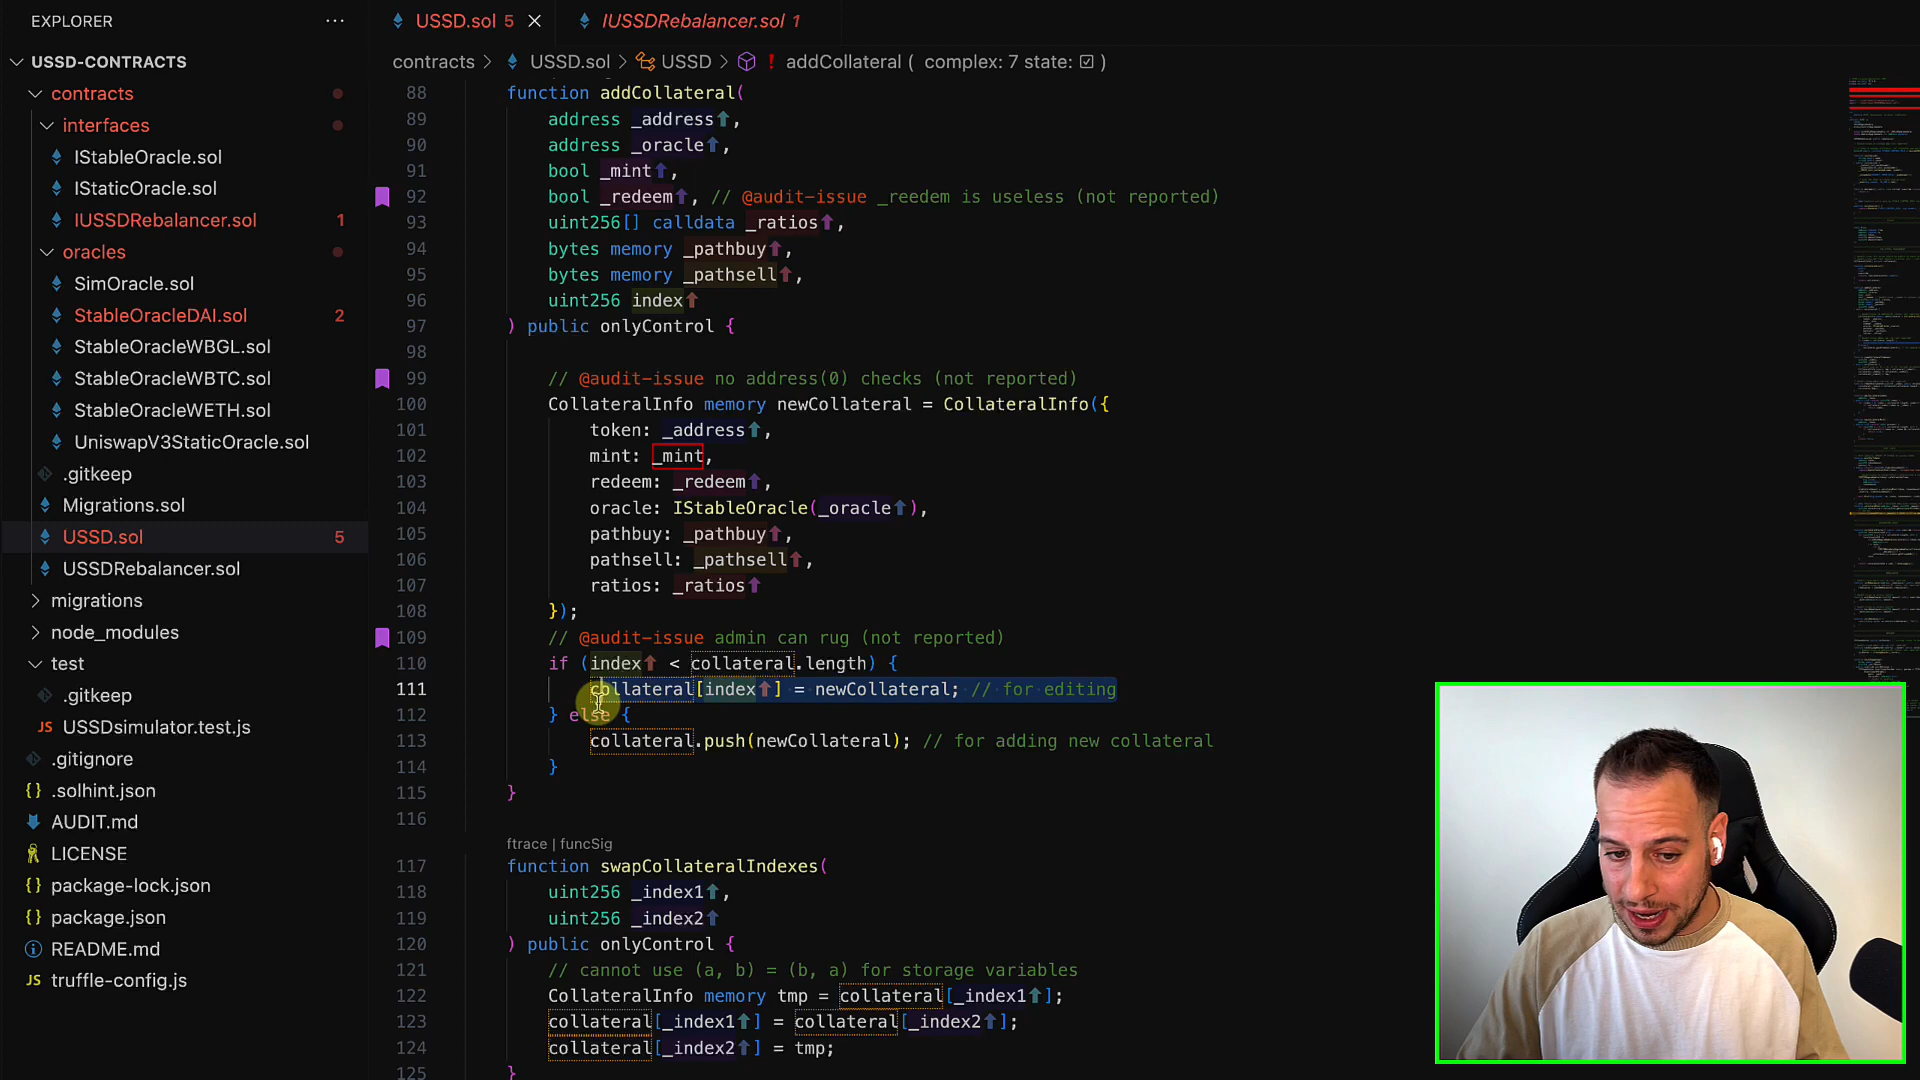 EXPLORER
USSD-CONTRACTS
contracts
interfaces
IStableOracle.sol
IStaticOracle.sol
IUSSDRebalancer.sol 1
oracles
SimOracle.sol
StableOracleDAI.sol 2
StableOracleWBGL.sol
StableOracleWBTC.sol
StableOracleWETH.sol
UniswapV3StaticOracle.sol
.gitkeep
Migrations.sol
USSD.sol 5
USSDRebalancer.sol
migrations
node_modules
test
.gitkeep
JS USSDsimulator.test.js
.gitignore
{} .solhint.json
AUDIT.md
LICENSE
{} package-lock.json
{} package.json
README.md
JS truffle-config.js
USSD.sol 5
IUSSDRebalancer.sol 1
contracts > USSD.sol > USSD > ! addCollateral ( complex: 7 state: ☑ )
88 function addCollateral(
89 address _address⬆,
90 address _oracle⬆,
91 bool _mint⬆,
92 bool _redeem⬆, // @audit-issue _reedem is useless (not reported)
93 uint256[] calldata _ratios⬆,
94 bytes memory _pathbuy⬆,
95 bytes memory _pathsell⬆,
96 uint256 index⬆
97 ) public onlyControl {
98
99 // @audit-issue no address(0) checks (not reported)
100 CollateralInfo memory newCollateral = CollateralInfo({
101 token: _address⬆,
102 mint: _mint,
103 redeem: _redeem⬆,
104 oracle: IStableOracle(_oracle⬆),
105 pathbuy: _pathbuy⬆,
106 pathsell: _pathsell⬆,
107 ratios: _ratios⬆
108 });
109 // @audit-issue admin can rug (not reported)
110 if (index⬆ < collateral.length) {
111 collateral[index⬆] = newCollateral; // for editing
112 } else {
113 collateral.push(newCollateral); // for adding new collateral
114 }
115 }
116
ftrace | funcSig
117 function swapCollateralIndexes(
118 uint256 _index1⬆,
119 uint256 _index2⬆
120 ) public onlyControl {
121 // cannot use (a, b) = (b, a) for storage variables
122 CollateralInfo memory tmp = collateral[_index1⬆];
123 collateral[_index1⬆] = collateral[_index2⬆];
124 collateral[_index2⬆] = tmp;
125 }